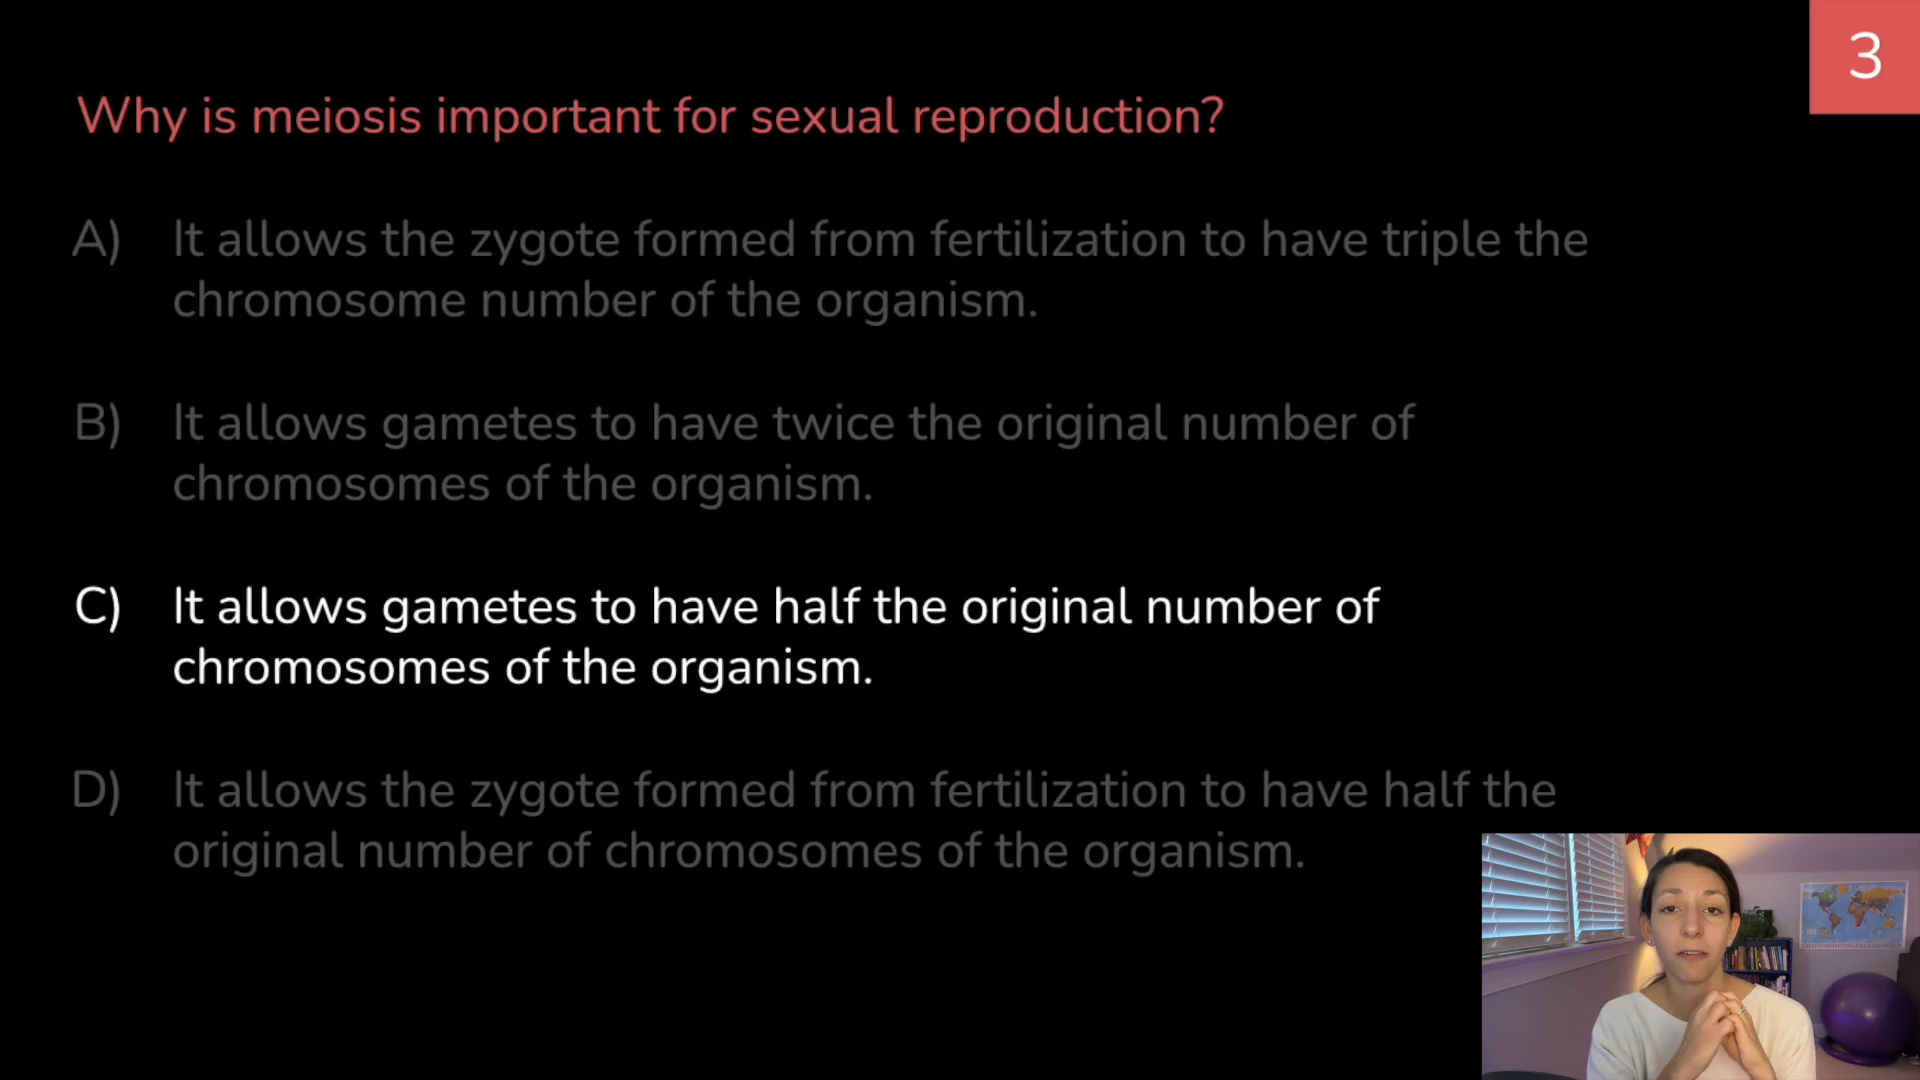 3
Why is meiosis important for sexual reproduction?
A) It allows the zygote formed from fertilization to have triple the
chromosome number of the organism.
B) It allows gametes to have twice the original number of
chromosomes of the organism.
C) It allows gametes to have half the original number of
chromosomes of the organism.
D) It allows the zygote formed from fertilization to have half the
original number of chromosomes of the organism.